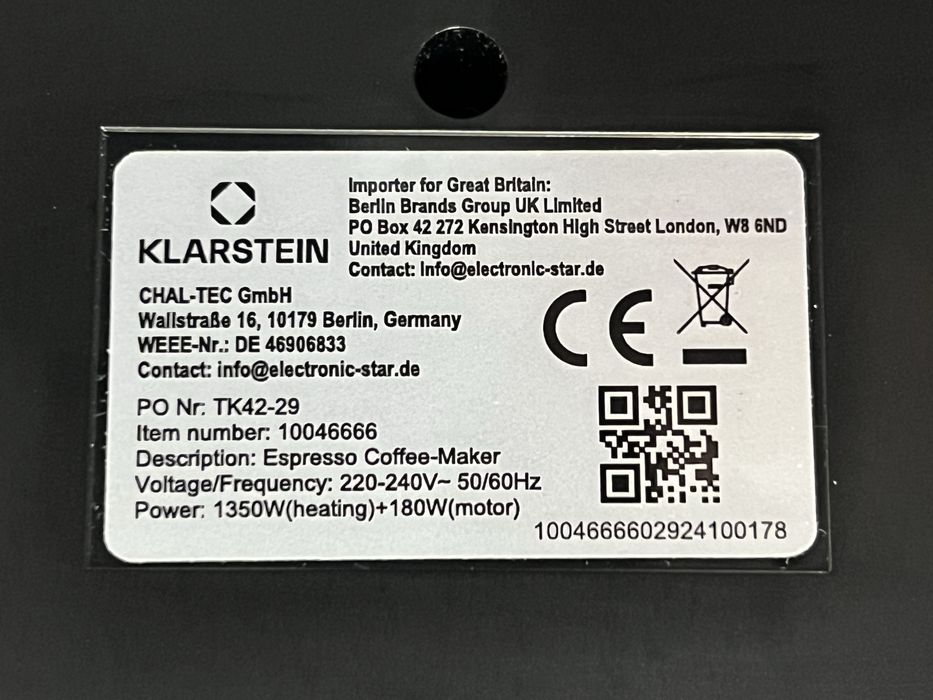 KLARSTEIN
Importer for Great Britain:
Berlin Brands Group UK Limited
PO Box 42 272 Kensington High Street London, W8 6ND
United Kingdom
Contact: info@electronic-star.de
CHAL-TEC GmbH
Wallstraße 16, 10179 Berlin, Germany
WEEE-Nr.: DE 46906833
Contact: info@electronic-star.de
CE
PO Nr: TK42-29
Item number: 10046666
Description: Espresso Coffee-Maker
Voltage/Frequency: 220-240V~ 50/60Hz
Power: 1350W(heating)+180W(motor)
1004666602924100178